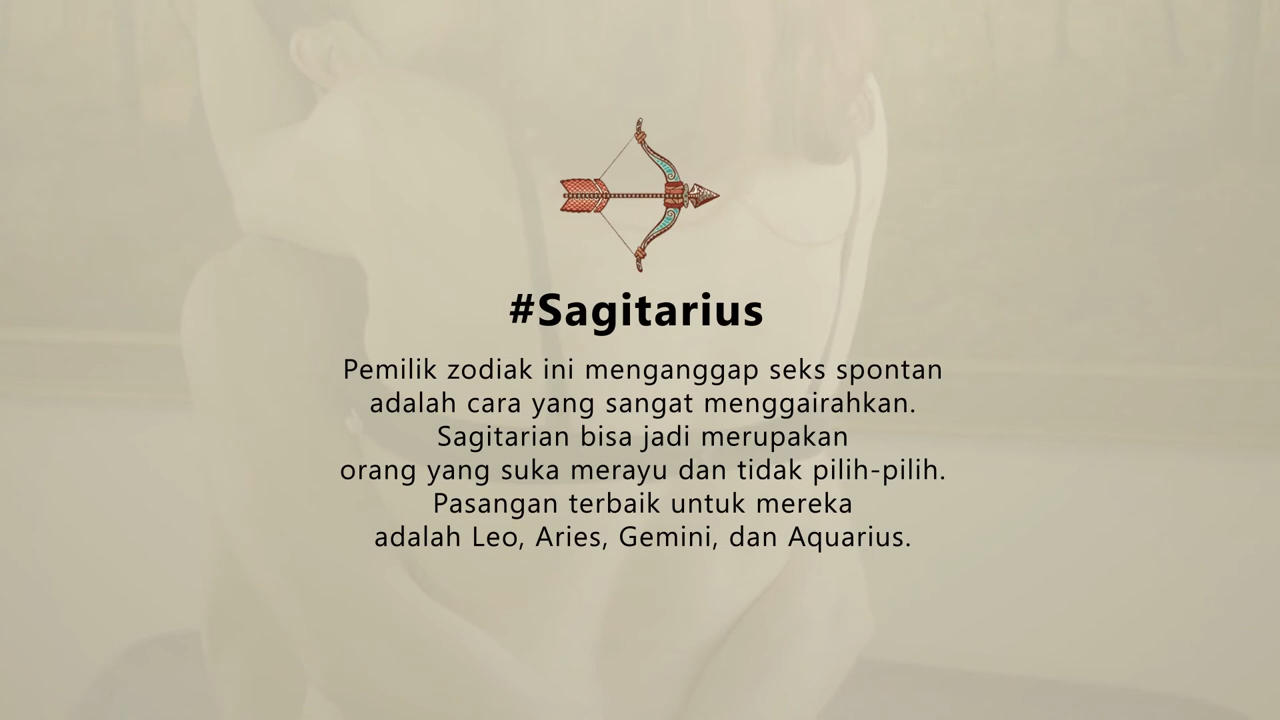 #Sagitarius
Pemilik zodiak ini menganggap seks spontan
adalah cara yang sangat menggairahkan.
Sagitarian bisa jadi merupakan
orang yang suka merayu dan tidak pilih-pilih.
Pasangan terbaik untuk mereka
adalah Leo, Aries, Gemini, dan Aquarius.